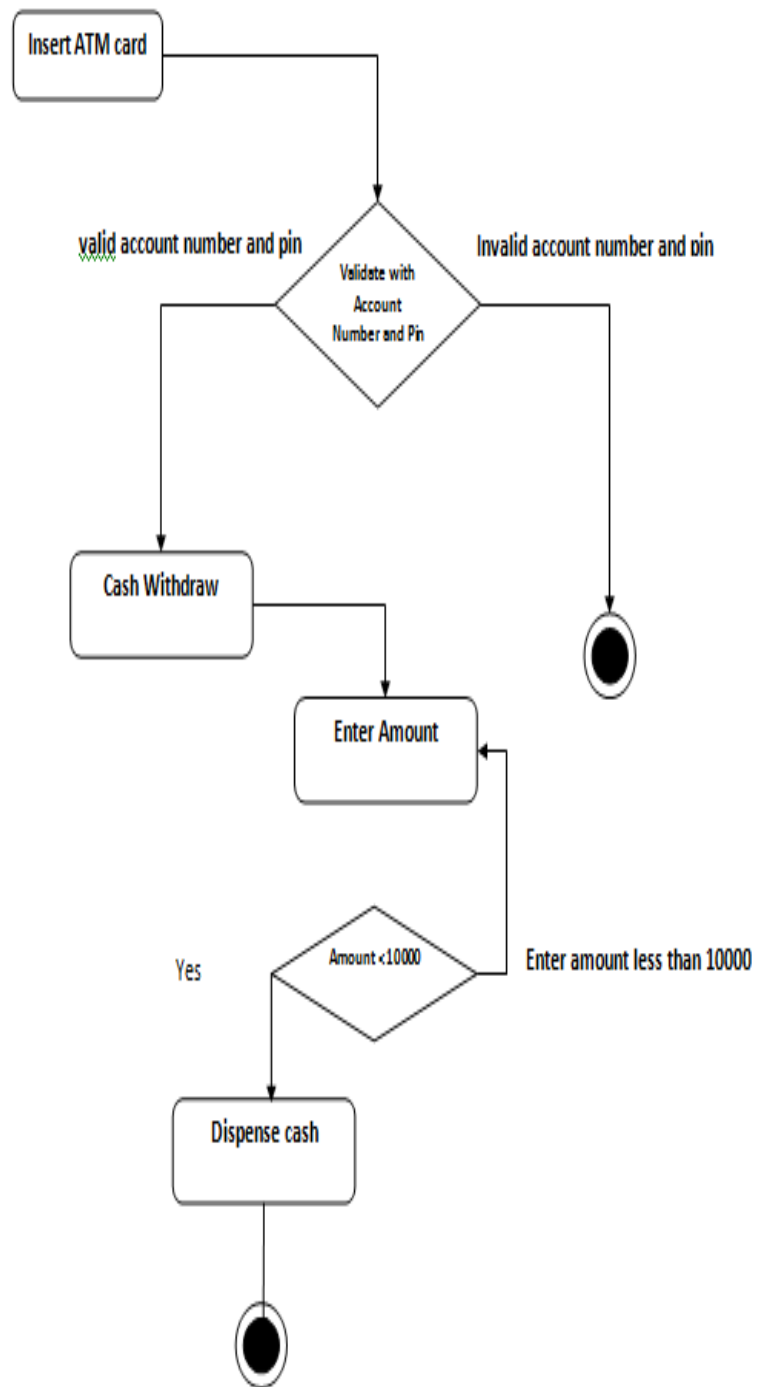 Insert ATM card
valid account number and pin
Invalid account number and pin
Validate with
Account
Number and Pin
Cash Withdraw
Enter Amount
Amount <10000
Yes
Enter amount less than 10000
Dispense cash